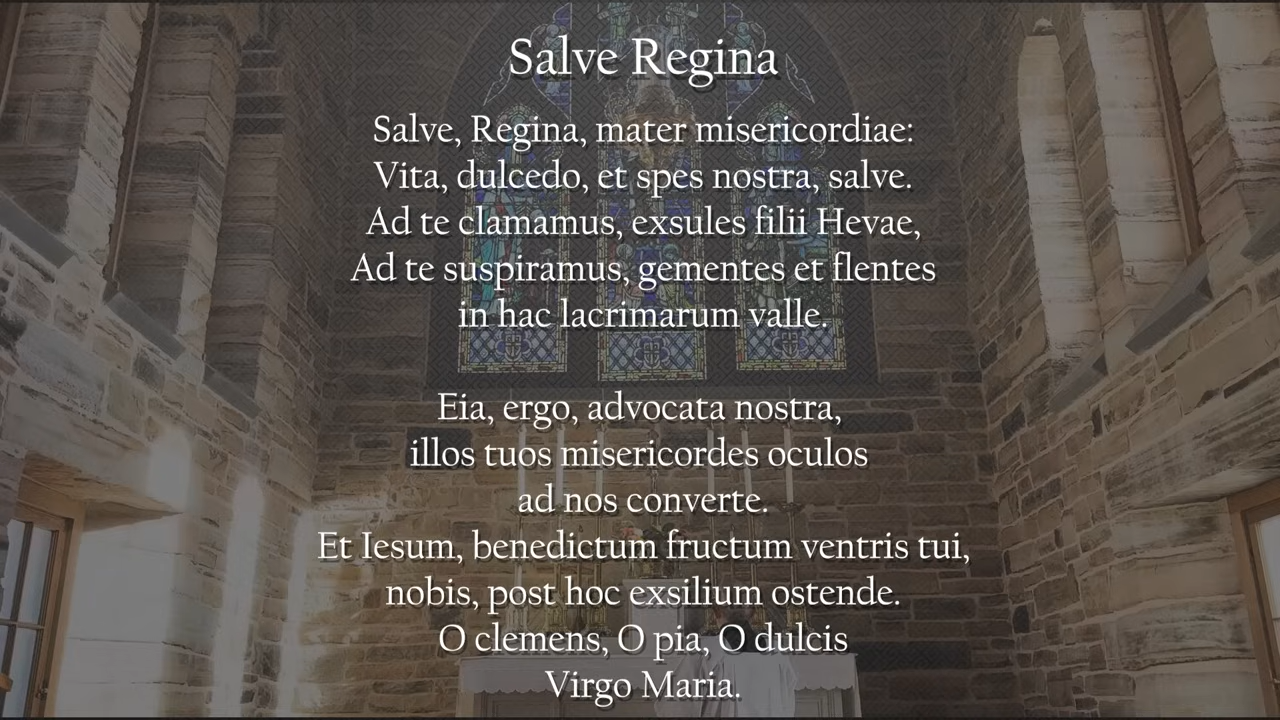 Salve Regina
Salve, Regina, mater misericordiae:
Vita, dulcedo, et spes nostra, salve.
Ad te clamamus, exsules filii Hevae,
Ad te suspiramus, gementes et flentes
in hac lacrimarum valle.
Eia, ergo, advocata nostra,
illos tuos misericordes oculos
ad nos converte.
Et Iesum, benedictum fructum ventris tui,
nobis, post hoc exsilium ostende.
O clemens, O pia, O dulcis
Virgo Maria.